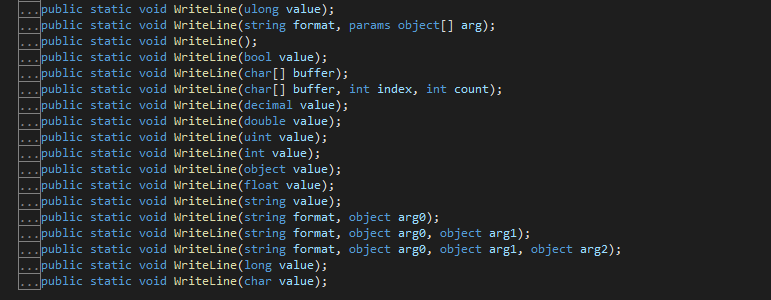 ...public static void WriteLine(ulong value);
...public static void WriteLine(string format, params object[] arg);
...public static void WriteLine();
...public static void WriteLine(bool value);
...public static void WriteLine(char[] buffer);
...public static void WriteLine(char[] buffer, int index, int count);
...public static void WriteLine(decimal value);
...public static void WriteLine(double value);
...public static void WriteLine(uint value);
...public static void WriteLine(int value);
...public static void WriteLine(object value);
...public static void WriteLine(float value);
...public static void WriteLine(string value);
...public static void WriteLine(string format, object arg0);
...public static void WriteLine(string format, object arg0, object arg1);
...public static void WriteLine(string format, object arg0, object arg1, object arg2);
...public static void WriteLine(long value);
...public static void WriteLine(char value);